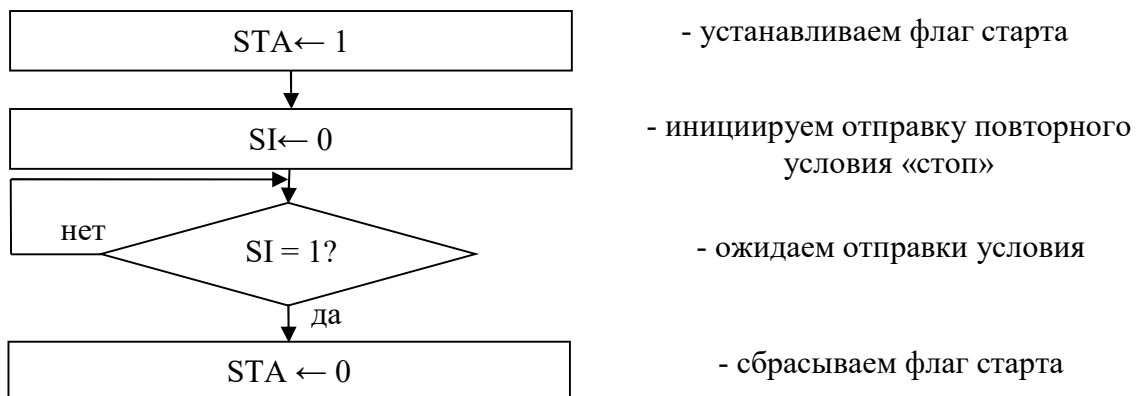 STA← 1
- устанавливаем флаг старта
SI← 0
- инициируем отправку повторного
условия «стоп»
нет
SI = 1?
- ожидаем отправки условия
да
STA ← 0
- сбрасываем флаг старта